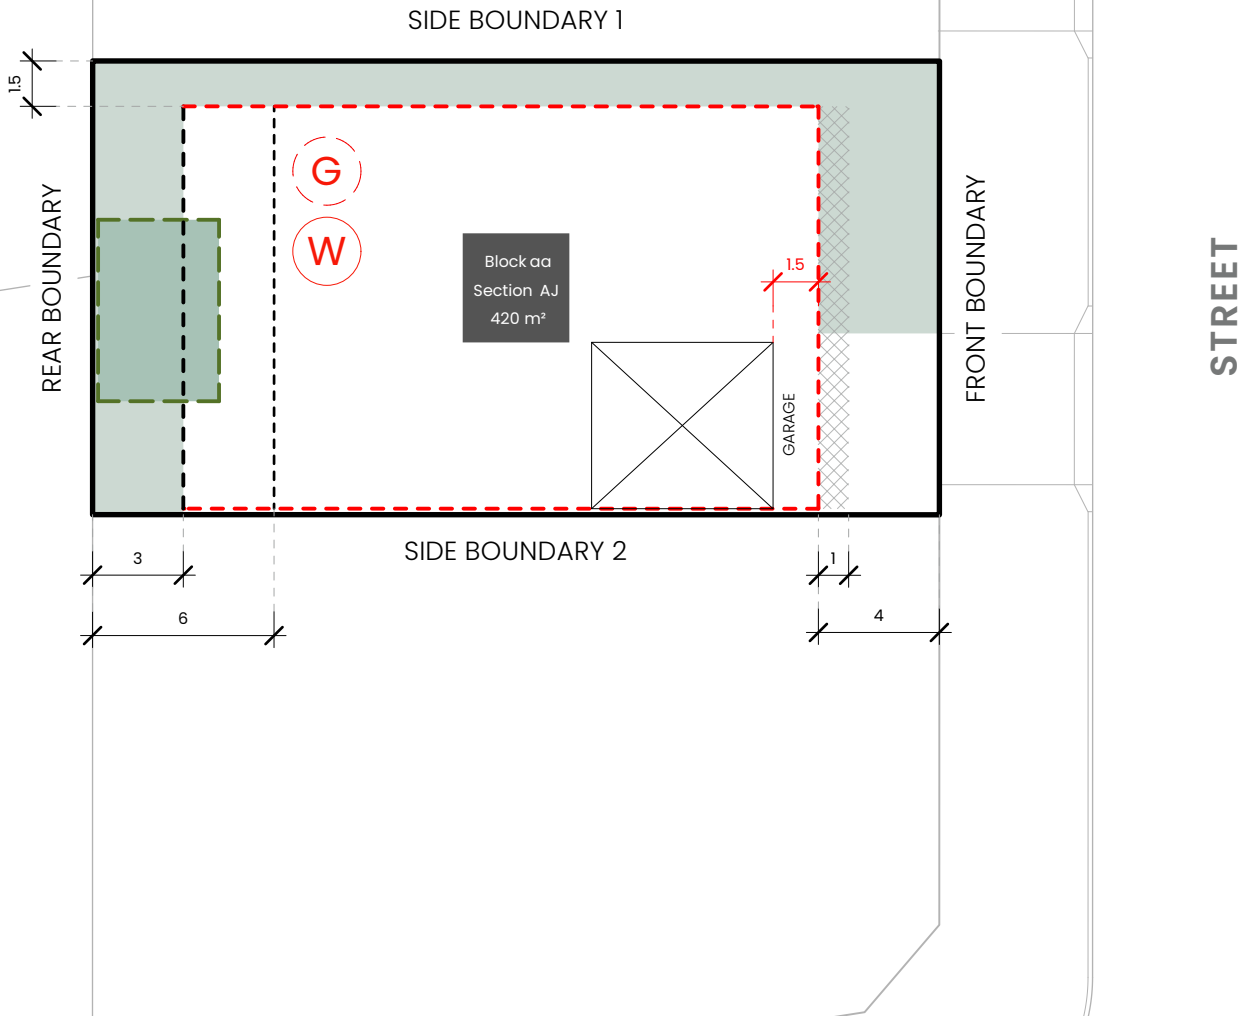 SIDE BOUNDARY 1
1.5
G
W
REAR BOUNDARY
Block aa
Section AJ
420 m²
1.5
GARAGE
FRONT BOUNDARY
STREET
SIDE BOUNDARY 2
3
1
6
4